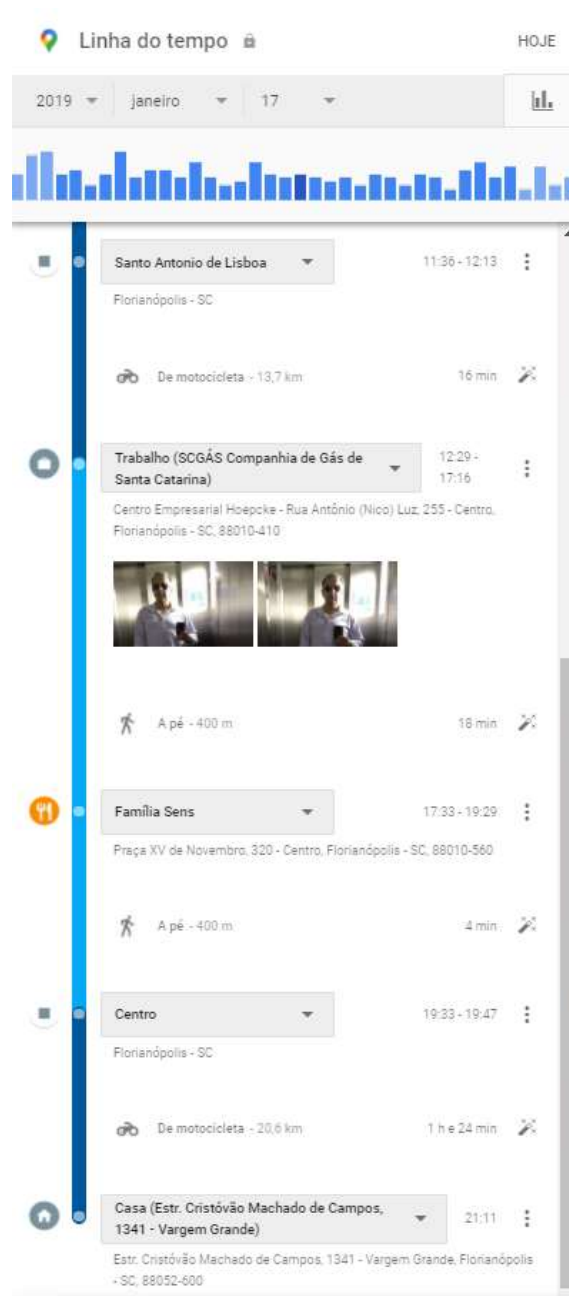 Linha do tempo
HOJE
2019 janeiro 17
Santo Antonio de Lisboa 11:36 - 12:13
Florianópolis - SC
De motocicleta - 13,7 km 16 min
Trabalho (SCGÁS Companhia de Gás de
Santa Catarina)
12:29 -
17:16
Centro Empresarial Hoepcke - Rua Antônio (Nico) Luz, 255 - Centro,
Florianópolis - SC, 88010-410
A pé - 400 m 18 min
Família Sens 17:33 - 19:29
Praça XV de Novembro, 320 - Centro, Florianópolis - SC, 88010-560
A pé - 400 m 4 min
Centro 19:33 - 19:47
Florianópolis - SC
De motocicleta - 20,6 km 1 h e 24 min
Casa (Estr. Cristóvão Machado de Campos,
1341 - Vargem Grande)
21:11
Estr. Cristóvão Machado de Campos, 1341 - Vargem Grande, Florianópolis
- SC, 88052-600